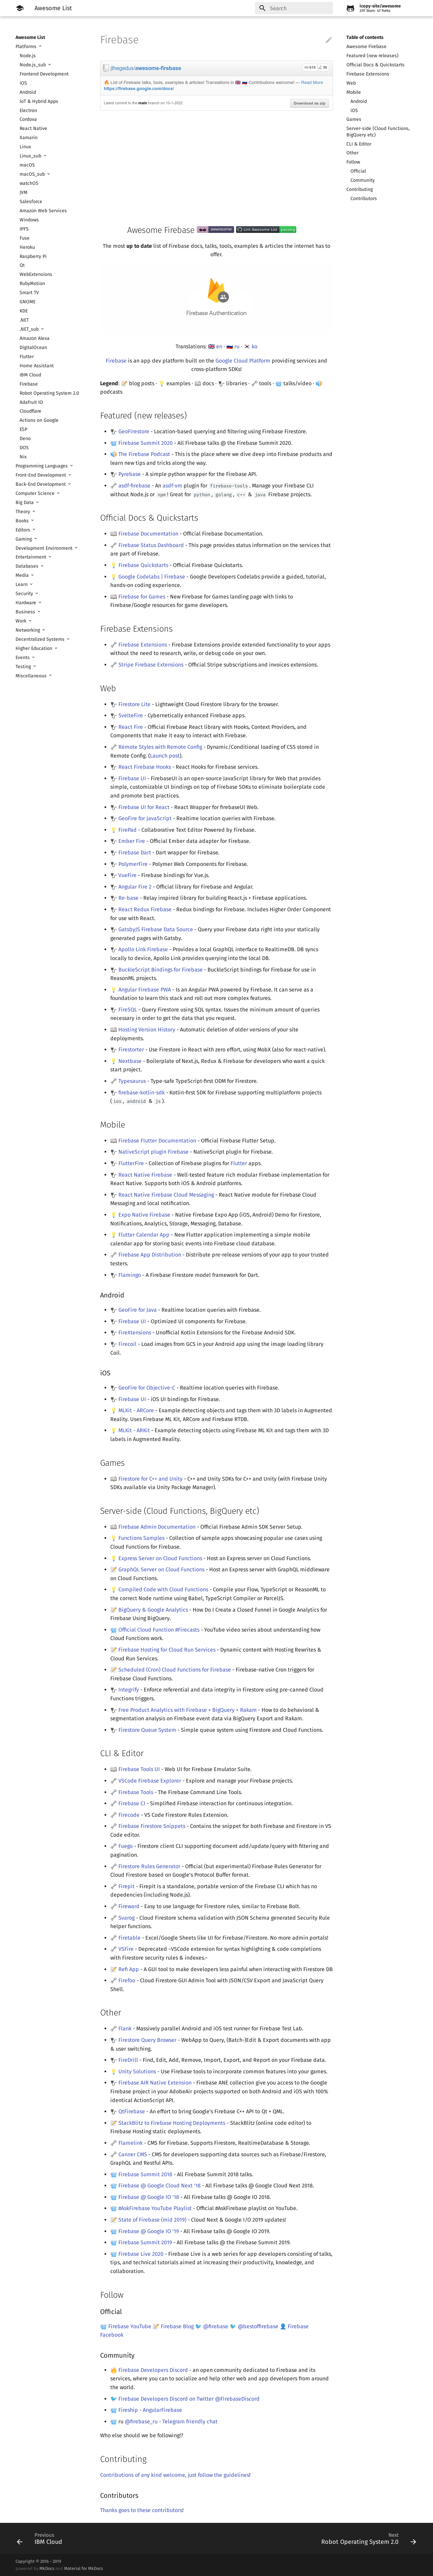 Awesome List
Search
icopy-site/awesome
Awesome List
Platforms
Node.js
Node.js_sub
Frontend Development
iOS
Android
IoT & Hybrid Apps
Electron
Cordova
React Native
Xamarin
Linux
Linux_sub
macOS
macOS_sub
watchOS
JVM
Salesforce
Amazon Web Services
Windows
IPFS
Fuse
Heroku
Raspberry Pi
Qt
WebExtensions
RubyMotion
Smart TV
GNOME
KDE
.NET
.NET_sub
Amazon Alexa
DigitalOcean
Flutter
Home Assistant
IBM Cloud
Firebase
Robot Operating System 2.0
Adafruit IO
Cloudflare
Actions on Google
ESP
Deno
DOS
Nix
Programming Languages
Front-End Development
Back-End Development
Computer Science
Big Data
Theory
Books
Editors
Gaming
Development Environment
Entertainment
Databases
Media
Learn
Security
Hardware
Business
Work
Networking
Decentralized Systems
Higher Education
Events
Testing
Miscellaneous
Firebase
jthegedus/awesome-firebase
🔥 List of Firebase talks, tools, experiences & articles! Translations in 🇬🇧 🇷🇺 Contributions welcome! — Read More
https://firebase.google.com/docs/
Latest commit to the main branch on 10-1-2022
Download as zip
Awesome Firebase
The most up to date list of Firebase docs, talks, tools, examples & articles the internet has to offer.
Firebase Authentication
Translations: 🇬🇧 en · 🇷🇺 ru · 🇰🇷 ko
Firebase is an app development platform built on the Google Cloud Platform providing services and cross-platform SDKs!
Legend: 📝 blog posts · 💡 examples · 📖 docs · 🔌 libraries · 🔗 tools · 📹 talks/video · 📦 podcasts
Featured (new releases)
GeoFirestore - Location-based querying and filtering using Firebase Firestore.
Firebase Summit 2020 - All Firebase talks @ the Firebase Summit 2020.
The Firebase Podcast - This is a brand new podcast where we deep dive into products and learn new tips and tricks along the way.
Pyrebase - A simple python wrapper for the Firebase API.
asdf-firebase - An asdf-vm plugin for firebase-tools. Manage your Firebase CLI without Node.js or npm! Great for python, golang, c++ & java Firebase projects.
Official Docs & Quickstarts
Firebase Documentation - Official Firebase Documentation.
Firebase Status Dashboard - This page provides status information on the services that are part of Firebase.
Firebase Quickstarts - Official Firebase Quickstarts.
Google Codelabs | Firebase - Google Developers Codelabs provide a guided, tutorial, hands-on coding experience.
Firebase for Games - New Firebase for Games landing page with links to Firebase/Google resources for game developers.
Firebase Extensions
Firebase Extensions - Firebase Extensions provide extended functionality to your apps without the need to research, write, or debug code on your own.
Stripe Firebase Extensions - Official Stripe subscriptions and invoices extensions.
Web
Firestore Lite - Lightweight Cloud Firestore library for the browser.
SvelteFire - Cybernetically enhanced Firebase apps.
React Fire - Official Firebase React library with Hooks, Context Providers, and Components that make it easy to interact with Firebase.
Remote Styles with Remote Config - Dynamic/Conditional loading of CSS stored in Remote Config. (Launch post).
React Firebase Hooks - React Hooks for Firebase services.
Firebase UI - FirebaseUI is an open-source JavaScript library for Web that provides simple, customizable UI bindings on top of Firebase SDKs to eliminate boilerplate code and promote best practices.
Firebase UI for React - React Wrapper for firebaseUI Web.
GeoFire for JavaScript - Realtime location queries with Firebase.
FirePad - Collaborative Text Editor Powered by Firebase.
Ember Fire - Official Ember data adapter for Firebase.
Firebase Dart - Dart wrapper for Firebase.
PolymerFire - Polymer Web Components for Firebase.
VueFire - Firebase bindings for Vue.js.
Angular Fire 2 - Official library for Firebase and Angular.
Re-base - Relay inspired library for building React.js + Firebase applications.
React Redux Firebase - Redux bindings for Firebase. Includes Higher Order Component for use with React.
GatsbyJS Firebase Data Source - Query your Firebase data right into your statically generated pages with Gatsby.
Apollo Link Firebase - Provides a local GraphQL interface to RealtimeDB. DB syncs locally to device, Apollo Link provides querying into the local DB.
BuckleScript Bindings for Firebase - BuckleScript bindings for Firebase for use in ReasonML projects.
Angular Firebase PWA - Is an Angular PWA powered by Firebase. It can serve as a foundation to learn this stack and roll out more complex features.
FireSQL - Query Firestore using SQL syntax. Issues the minimum amount of queries necessary in order to get the data that you request.
Hosting Version History - Automatic deletion of older versions of your site deployments.
Firestorter - Use Firestore in React with zero effort, using MobX (also for react-native).
Nextbase - Boilerplate of Next.js, Redux & Firebase for developers who want a quick start project.
Typesaurus - Type-safe TypeScript-first ODM for Firestore.
firebase-kotlin-sdk - Kotlin-first SDK for Firebase supporting multiplatform projects (ios, android & js).
Mobile
Firebase Flutter Documentation - Official Firebase Flutter Setup.
NativeScript plugin Firebase - NativeScript plugin for Firebase.
FlutterFire - Collection of Firebase plugins for Flutter apps.
React Native Firebase - Well-tested feature rich modular Firebase implementation for React Native. Supports both iOS & Android platforms.
React Native Firebase Cloud Messaging - React Native module for Firebase Cloud Messaging and local notification.
Expo Native Firebase - Native Firebase Expo App (iOS, Android) Demo for Firestore, Notifications, Analytics, Storage, Messaging, Database.
Flutter Calendar App - New Flutter application implementing a simple mobile calendar app for storing basic events into Firebase cloud database.
Firebase App Distribution - Distribute pre-release versions of your app to your trusted testers.
Flamingo - A Firebase Firestore model framework for Dart.
Android
GeoFire for Java - Realtime location queries with Firebase.
Firebase UI - Optimized UI components for Firebase.
FireXtensions - Unofficial Kotlin Extensions for the Firebase Android SDK.
Firecoil - Load images from GCS in your Android app using the image loading library Coil.
iOS
GeoFire for Objective-C - Realtime location queries with Firebase.
Firebase UI - iOS UI bindings for Firebase.
MLKit - ARCore - Example detecting objects and tags them with 3D labels in Augmented Reality. Uses Firebase ML Kit, ARCore and Firebase RTDB.
MLKit - ARKit - Example detecting objects using Firebase ML Kit and tags them with 3D labels in Augmented Reality.
Games
Firestore for C++ and Unity - C++ and Unity SDKs for C++ and Unity (with Firebase Unity SDKs available via Unity Package Manager).
Server-side (Cloud Functions, BigQuery etc)
Firebase Admin Documentation - Official Firebase Admin SDK Server Setup.
Functions Samples - Collection of sample apps showcasing popular use cases using Cloud Functions for Firebase.
Express Server on Cloud Functions - Host an Express server on Cloud Functions.
GraphQL Server on Cloud Functions - Host an Express server with GraphQL middleware on Cloud Functions.
Compiled Code with Cloud Functions - Compile your Flow, TypeScript or ReasonML to the correct Node runtime using Babel, TypeScript Compiler or ParcelJS.
BigQuery & Google Analytics - How Do I Create a Closed Funnel in Google Analytics for Firebase Using BigQuery.
Official Cloud Function #Firecasts - YouTube video series about understanding how Cloud Functions work.
Firebase Hosting for Cloud Run Services - Dynamic content with Hosting Rewrites & Cloud Run Services.
Scheduled (Cron) Cloud Functions for Firebase - Firebase-native Cron triggers for Firebase Cloud Functions.
Integrify - Enforce referential and data integrity in Firestore using pre-canned Cloud Functions triggers.
Free Product Analytics with Firebase + BigQuery + Rakam - How to do behavioral & segmentation analysis on Firebase event data via BigQuery Export and Rakam.
Firestore Queue System - Simple queue system using Firestore and Cloud Functions.
CLI & Editor
Firebase Tools UI - Web UI for Firebase Emulator Suite.
VSCode Firebase Explorer - Explore and manage your Firebase projects.
Firebase Tools - The Firebase Command Line Tools.
Firebase CI - Simplified Firebase interaction for continuous integration.
Firecode - VS Code Firestore Rules Extension.
Firebase Firestore Snippets - Contains the snippet for both Firebase and Firestore in VS Code editor.
Fuego - Firestore client CLI supporting document add/update/query with filtering and pagination.
Firestore Rules Generator - Official (but experimental) Firebase Rules Generator for Cloud Firestore based on Google's Protocol Buffer format.
Firepit - Firepit is a standalone, portable version of the Firebase CLI which has no depedencies (including Node.js).
Fireward - Easy to use language for Firestore rules, similar to Firebase Bolt.
Svarog - Cloud Firestore schema validation with JSON Schema generated Security Rule helper functions.
Firetable - Excel/Google Sheets like UI for Firebase/Firestore. No more admin portals!
VSFire - Deprecated ~VSCode extension for syntax highlighting & code completions with Firestore security rules & indexes.~
Refi App - A GUI tool to make developers less painful when interacting with Firestore DB
Firefoo - Cloud Firestore GUI Admin Tool with JSON/CSV Export and JavaScript Query Shell.
Other
Flank - Massively parallel Android and iOS test runner for Firebase Test Lab.
Firestore Query Browser - WebApp to Query, (Batch-)Edit & Export documents with app & user switching.
FireDrill - Find, Edit, Add, Remove, Import, Export, and Report on your Firebase data.
Unity Solutions - Use Firebase tools to incorporate common features into your games.
Firebase AIR Native Extension - Firebase ANE collection give you access to the Google Firebase project in your AdobeAir projects supported on both Android and iOS with 100% identical ActionScript API.
QtFirebase - An effort to bring Google's Firebase C++ API to Qt + QML.
StackBlitz to Firebase Hosting Deployments - StackBlitz (online code editor) to Firebase Hosting static deployments.
Flamelink - CMS for Firebase. Supports Firestore, RealtimeDatabase & Storage.
Canner CMS - CMS for developers supporting data sources such as Firebase/Firestore, GraphQL and Restful APIs.
Firebase Summit 2018 - All Firebase Summit 2018 talks.
Firebase @ Google Cloud Next '18 - All Firebase talks @ Google Cloud Next 2018.
Firebase @ Google IO '18 - All Firebase talks @ Google IO 2018.
#AskFirebase YouTube Playlist - Official #AskFirebase playlist on YouTube.
State of Firebase (mid 2019) - Cloud Next & Google I/O 2019 updates!
Firebase @ Google IO '19 - All Firebase talks @ Google IO 2019.
Firebase Summit 2019 - All Firebase talks @ the Firebase Summit 2019.
Firebase Live 2020 - Firebase Live is a web series for app developers consisting of talks, tips, and technical tutorials aimed at increasing their productivity, knowledge, and collaboration.
Follow
Official
Firebase YouTube Firebase Blog @firebase @bestoffirebase Firebase Facebook
Community
Firebase Developers Discord - an open community dedicated to Firebase and its services, where you can to socialize and help other web and app developers from around the world.
Firebase Developers Discord on Twitter @FirebaseDiscord
Fireship - AngularFirebase
ru @firebase_ru - Telegram friendly chat
Who else should we be following!?
Contributing
Contributions of any kind welcome, just follow the guidelines!
Contributors
Thanks goes to these contributors!
Table of contents
Awesome Firebase
Featured (new releases)
Official Docs & Quickstarts
Firebase Extensions
Web
Mobile
Android
iOS
Games
Server-side (Cloud Functions, BigQuery etc)
CLI & Editor
Other
Follow
Official
Community
Contributing
Contributors
Previous
IBM Cloud
Next
Robot Operating System 2.0
Copyright © 2016 - 2019
powered by MkDocs and Material for MkDocs